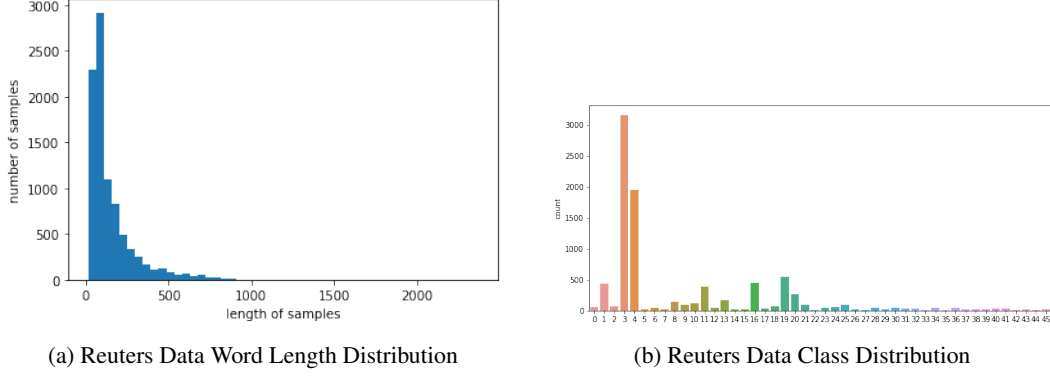 3000
2500
2000
1500
1000
500
0
number of samples
0 500 1000 1500 2000
length of samples
(a) Reuters Data Word Length Distribution
3000
2500
2000
1500
1000
500
0
count
0 1 2 3 4 5 6 7 8 9 10 11 12 13 14 15 16 17 18 19 20 21 22 23 24 25 26 27 28 29 30 31 32 33 34 35 36 37 38 39 40 41 42 43 44 45
(b) Reuters Data Class Distribution